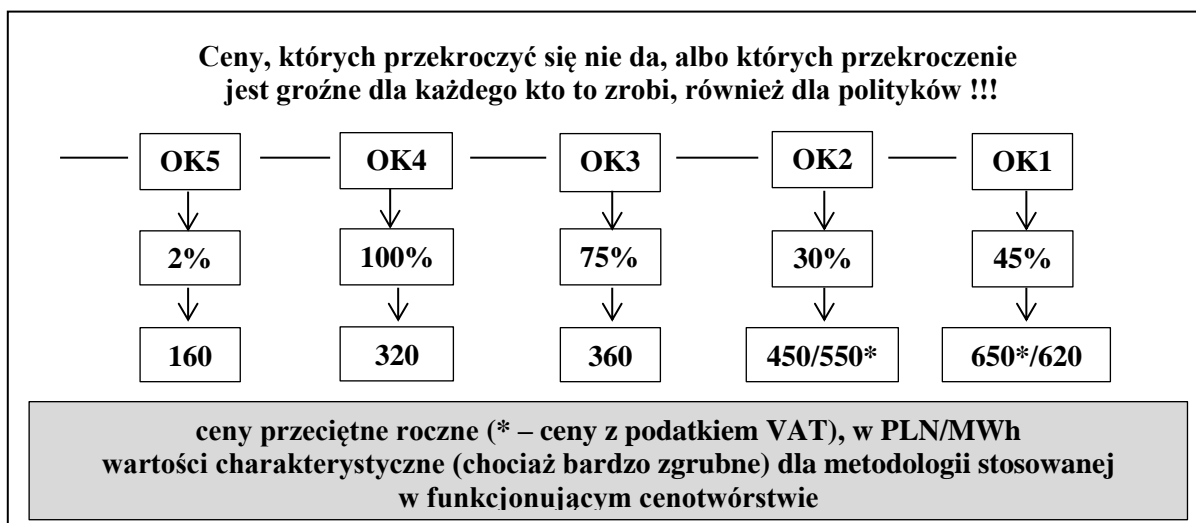 Ceny, których przekroczyć się nie da, albo których przekroczenie
jest groźne dla każdego kto to zrobi, również dla polityków !!!
OK5 OK4 OK3 OK2 OK1
2% 100% 75% 30% 45%
160 320 360 450/550* 650*/620
ceny przeciętne roczne (* – ceny z podatkiem VAT), w PLN/MWh
wartości charakterystyczne (chociaż bardzo zgrubne) dla metodologii stosowanej
w funkcjonującym cenotwórstwie